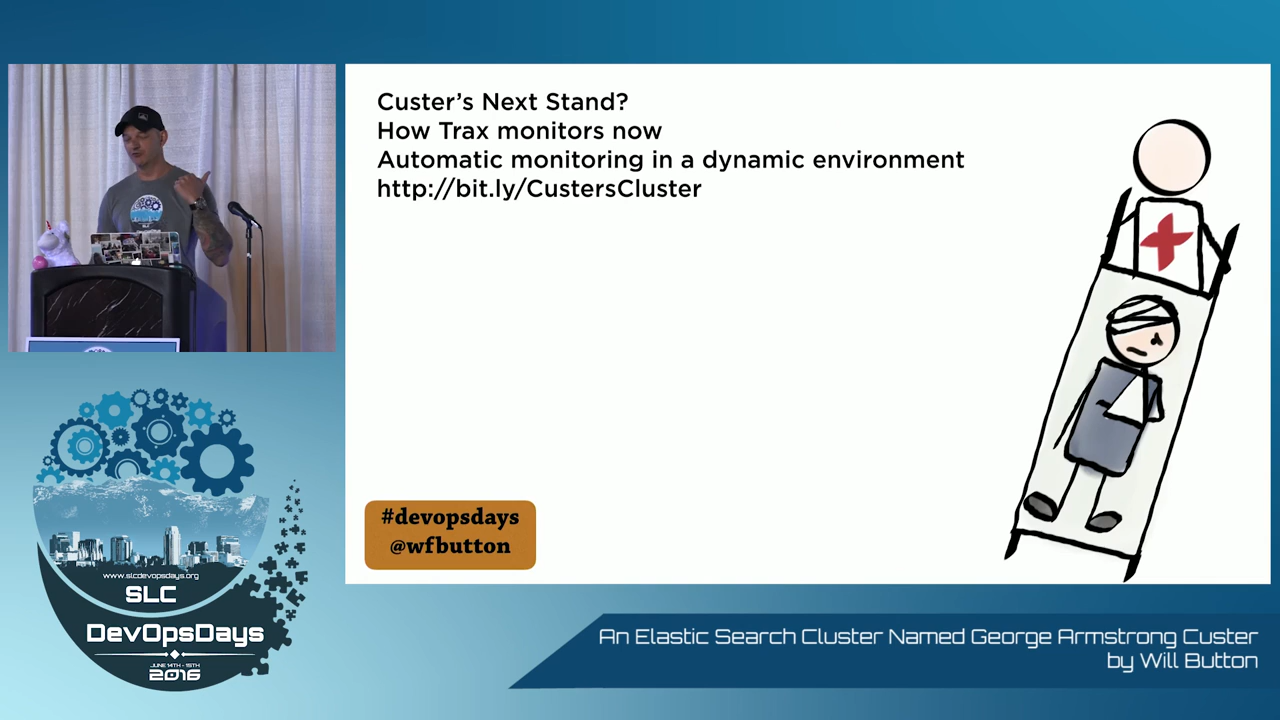 Custer's Next Stand?
How Trax monitors now
Automatic monitoring in a dynamic environment
http://bit.ly/CustersCluster
#devopsdays
@wfbutton
www.slcdevopsdays.org
SLC
DevOpsDays
JUNE 14TH - 15TH
2016
An Elastic Search Cluster Named George Armstrong Custer
by Will Button